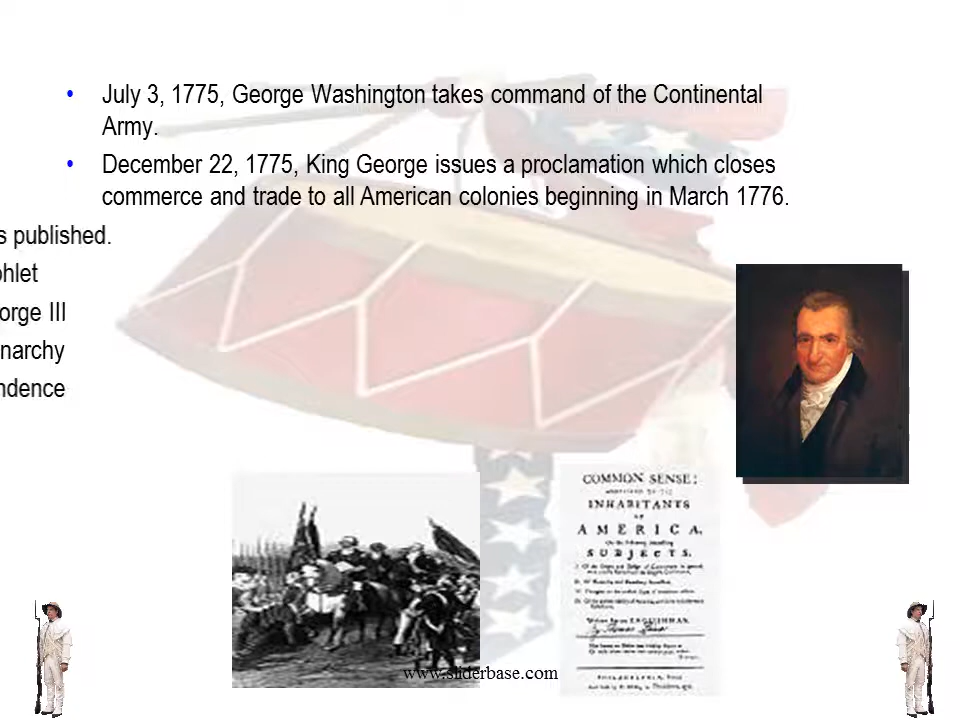 • July 3, 1775, George Washington takes command of the Continental
Army.
• December 22, 1775, King George issues a proclamation which closes
commerce and trade to all American colonies beginning in March 1776.
s published.
phlet
orge III
narchy
ndence
COMMON SENSE:
INHABITANTS
OF
AMERICA,
SUBJECTS.
www.sliderbase.com